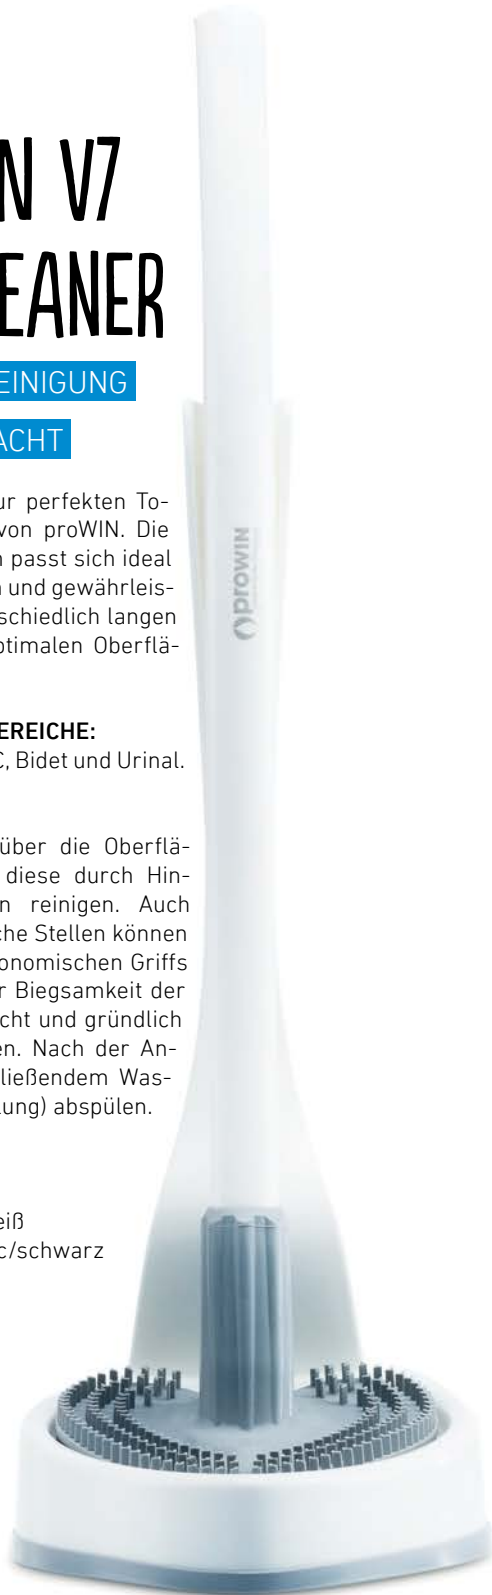 N V7
EANER
EINIGUNG
ACHT
ur perfekten To-
von proWIN. Die
n passt sich ideal
und gewährleis-
schiedlich langen
ptimalen Oberflä-
EREICHE:
C, Bidet und Urinal.
über die Oberflä-
diese durch Hin-
n reinigen. Auch
che Stellen können
onomischen Griffs
r Biegsamkeit der
cht und gründlich
en. Nach der An-
ließendem Was-
lung) abspülen.
eiß
c/schwarz
prowin